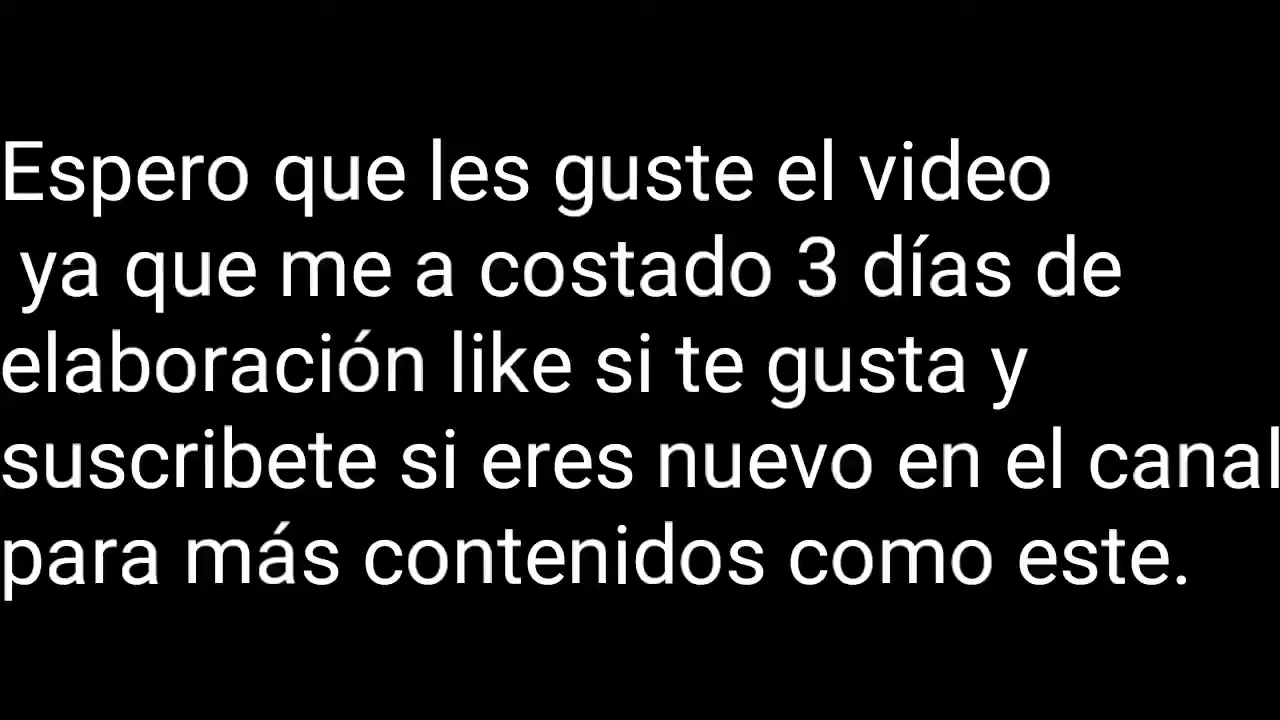 Espero que les guste el video
ya que me a costado 3 días de
elaboración like si te gusta y
suscribete si eres nuevo en el canal
para más contenidos como este.